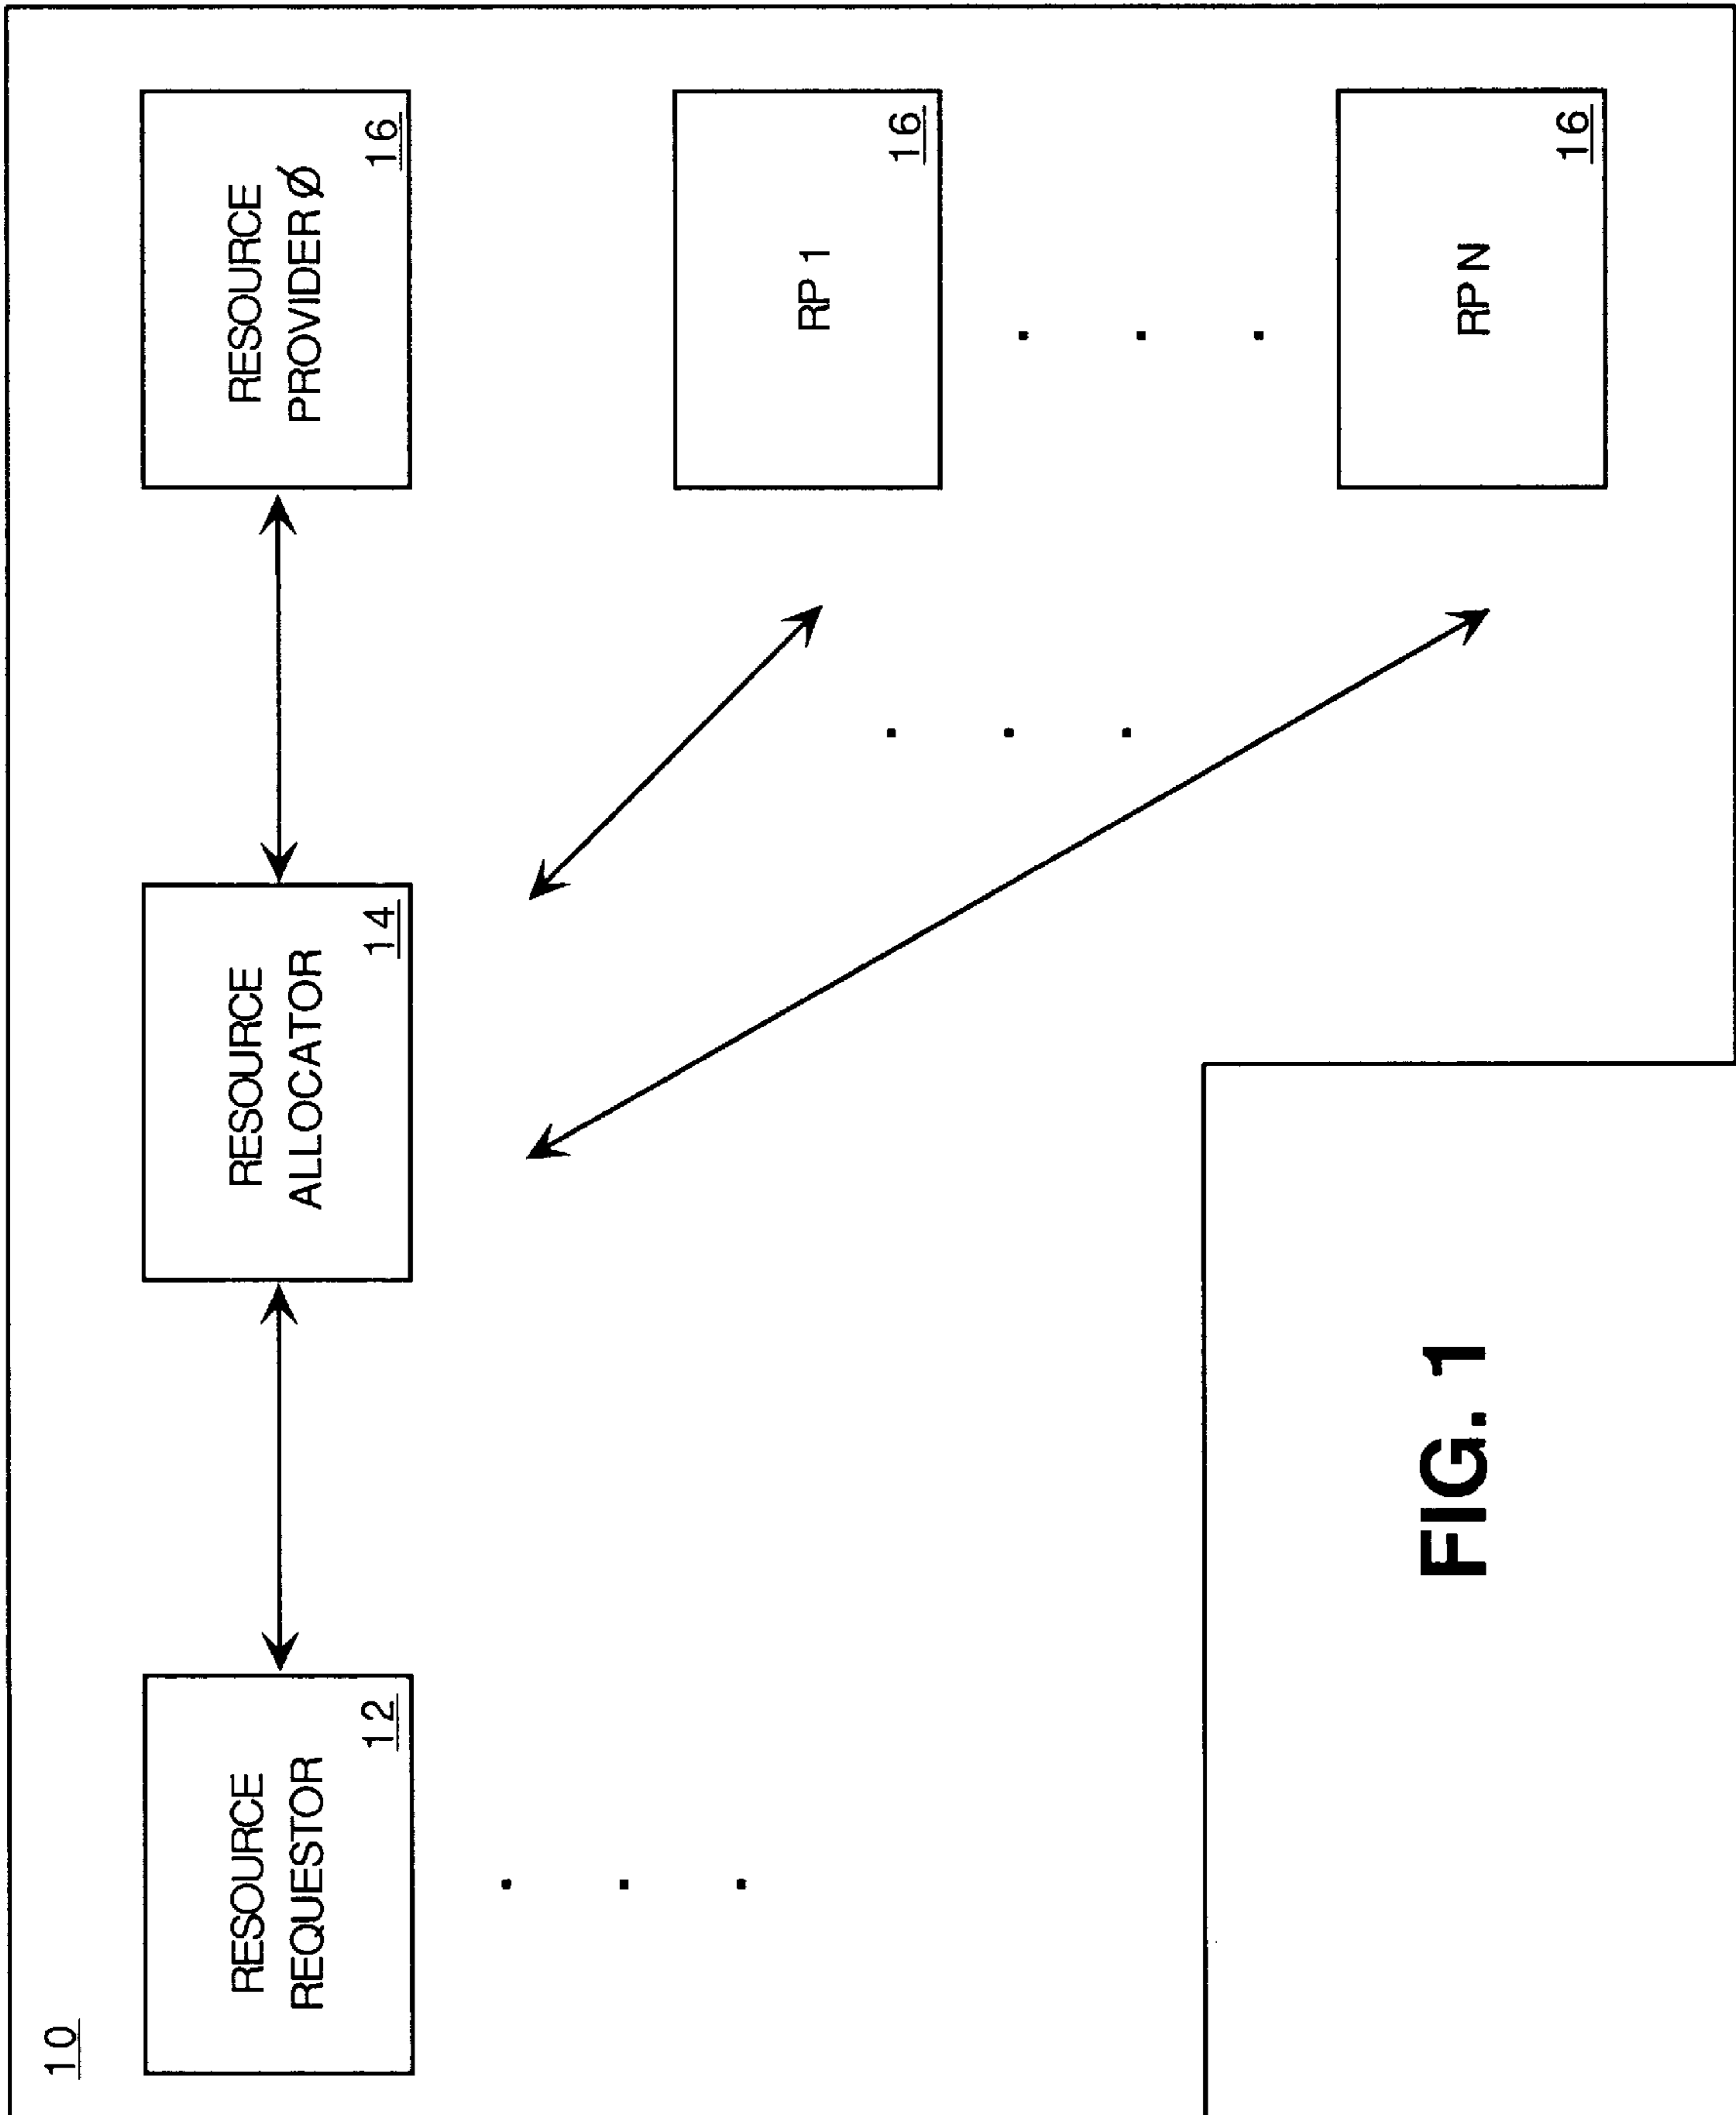 10
RESOURCE
REQUESTOR
12
RESOURCE
ALLOCATOR
14
RESOURCE
PROVIDER Ø
16
RP 1
16
RP N
16
FIG. 1